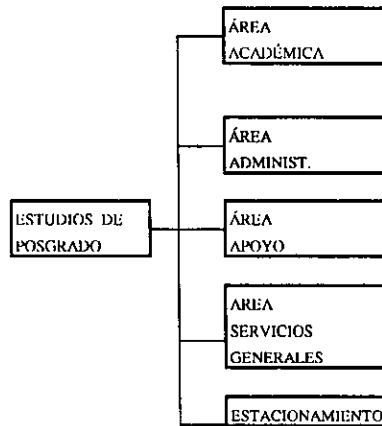 ÁREA
ACADÉMICA
ÁREA
ADMINIST.
ESTUDIOS DE
POSGRADO
ÁREA
APOYO
AREA
SERVICIOS
GENERALES
ESTACIONAMIENTO